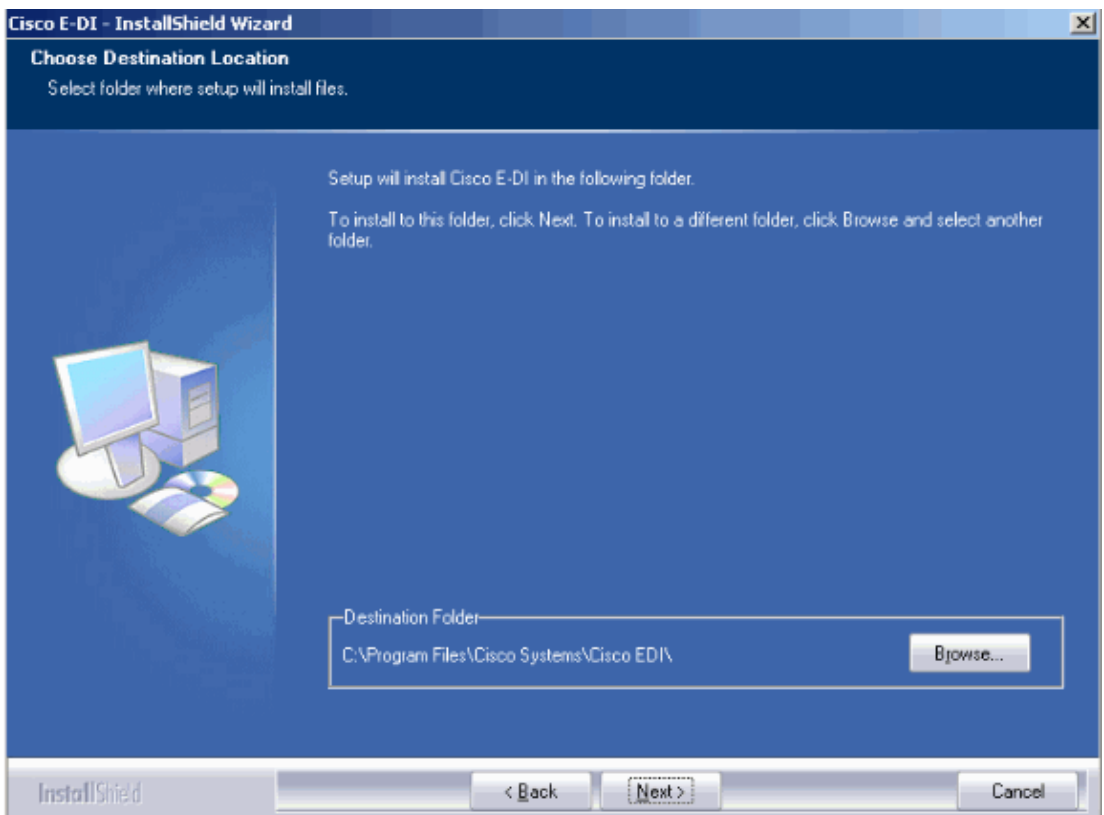 Cisco E-DI - InstallShield Wizard
Choose Destination Location
Select folder where setup will install files.
Setup will install Cisco E-DI in the following folder.
To install to this folder, click Next. To install to a different folder, click Browse and select another
folder.
Destination Folder
C:\Program Files\Cisco Systems\Cisco EDI\
Browse...
InstallShield
< Back
Next >
Cancel